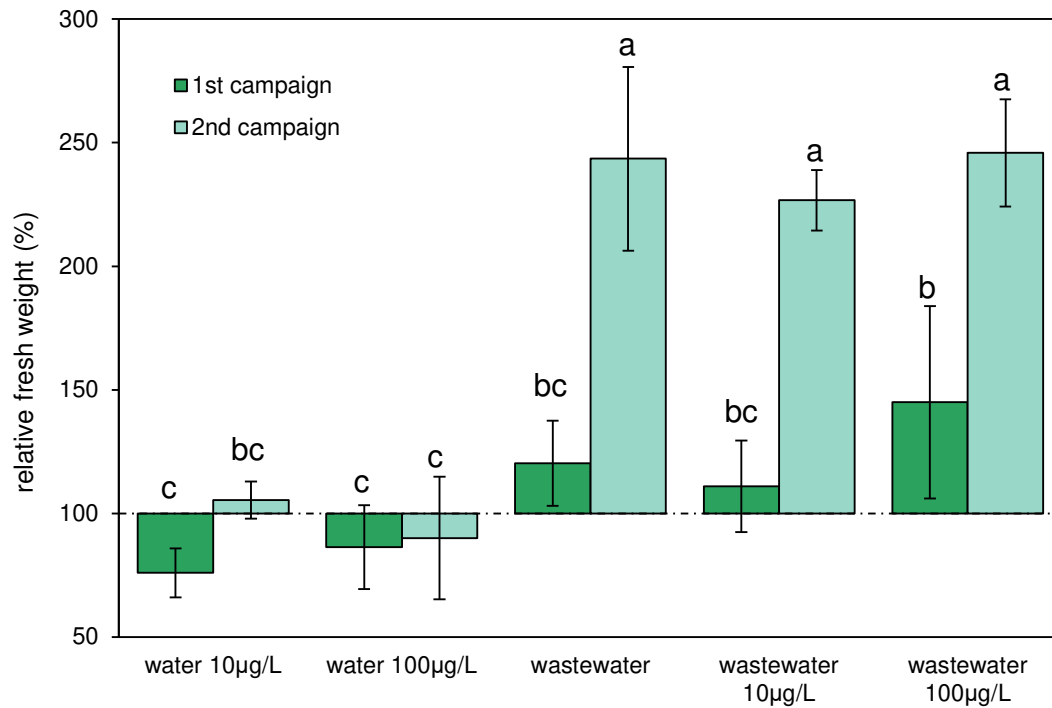 300
250
200
150
100
50
relative fresh weight (%)
1st campaign
2nd campaign
c
bc
c
c
bc
a
bc
a
b
a
water 10µg/L
water 100µg/L
wastewater
wastewater
10µg/L
wastewater
100µg/L